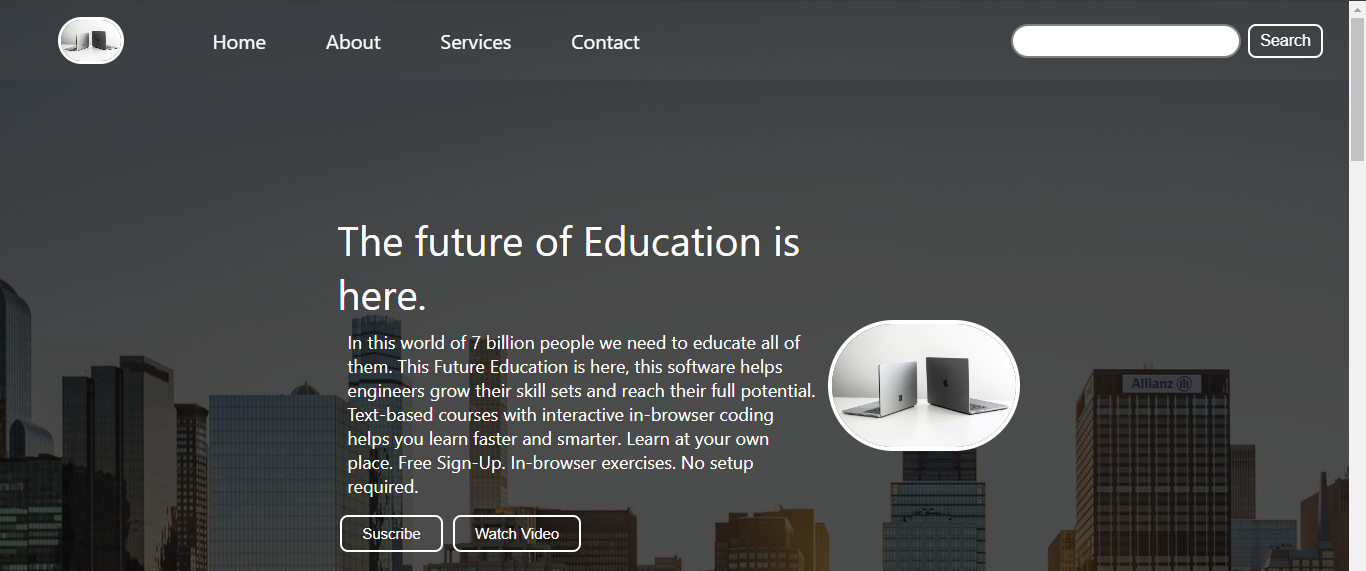 Home About Services Contact Search
The future of Education is
here.
In this world of 7 billion people we need to educate all of
them. This Future Education is here, this software helps
engineers grow their skill sets and reach their full potential.
Text-based courses with interactive in-browser coding
helps you learn faster and smarter. Learn at your own
place. Free Sign-Up. In-browser exercises. No setup
required.
Allianz
Suscribe Watch Video